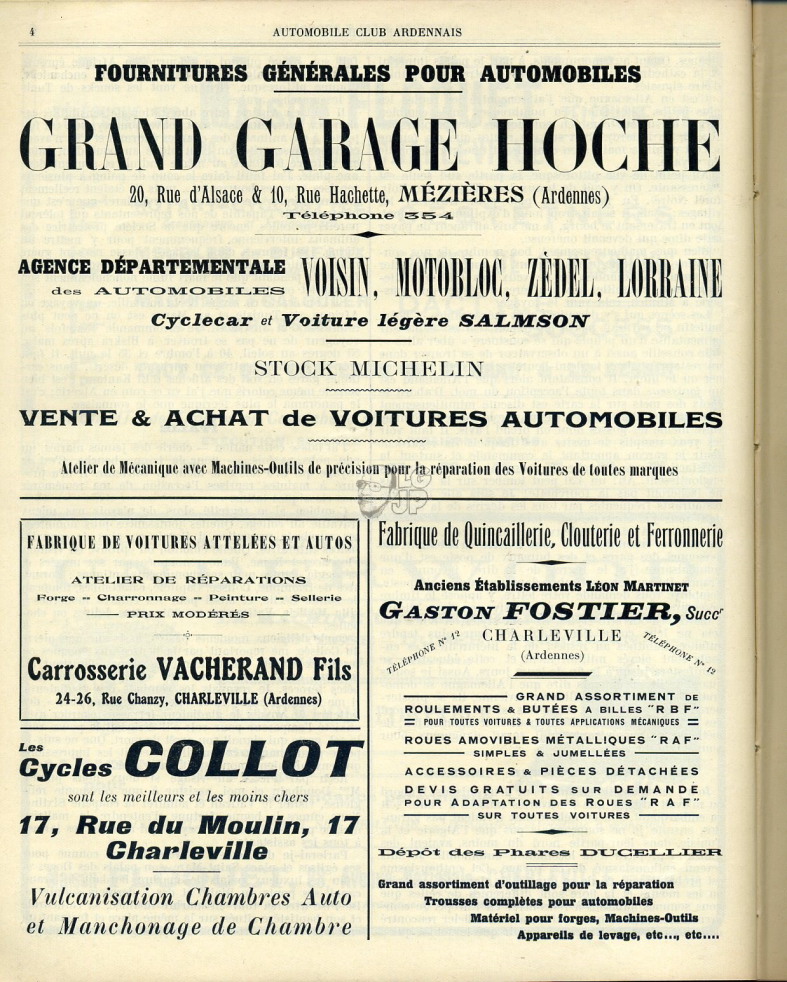 4
AUTOMOBILE CLUB ARDENNAIS
FOURNITURES GÉNÉRALES POUR AUTOMOBILES
GRAND GARAGE HOCHE
20, Rue d'Alsace & 10, Rue Hachette, MÉZIÈRES (Ardennes)
Téléphone 354
AGENCE DÉPARTEMENTALE
des AUTOMOBILES
VOISIN, MOTOBLOC, ZÈDEL, LORRAINE
Cyclecar et Voiture légère SALMSON
STOCK MICHELIN
VENTE & ACHAT de VOITURES AUTOMOBILES
Atelier de Mécanique avec Machines-Outils de précision pour la réparation des Voitures de toutes marques
LG
JP
FABRIQUE DE VOITURES ATTELÉES ET AUTOS
ATELIER DE RÉPARATIONS
Forge -- Charronnage -- Peinture -- Sellerie
PRIX MODÉRÉS
Carrosserie VACHERAND Fils
24-26, Rue Chanzy, CHARLEVILLE (Ardennes)
Les
Cycles COLLOT
sont les meilleurs et les moins chers
17, Rue du Moulin, 17
Charleville
Vulcanisation Chambres Auto
et Manchonage de Chambre
Fabrique de Quincaillerie, Clouterie et Ferronnerie
Anciens Établissements LÉON MARTINET
GASTON FOSTIER, Succr
CHARLEVILLE
(Ardennes)
TÉLÉPHONE N° 12
TÉLÉPHONE N° 12
GRAND ASSORTIMENT DE
ROULEMENTS & BUTÉES A BILLES "RBF"
POUR TOUTES VOITURES & TOUTES APPLICATIONS MÉCANIQUES
ROUES AMOVIBLES MÉTALLIQUES "RAF"
SIMPLES & JUMELLÉES
ACCESSOIRES & PIÈCES DÉTACHÉES
DEVIS GRATUITS SUR DEMANDE
POUR ADAPTATION DES ROUES "RAF"
SUR TOUTES VOITURES
Dépôt des Phares DUCELLIER
Grand assortiment d'outillage pour la réparation
Trousses complètes pour automobiles
Matériel pour forges, Machines-Outils
Appareils de levage, etc..., etc....